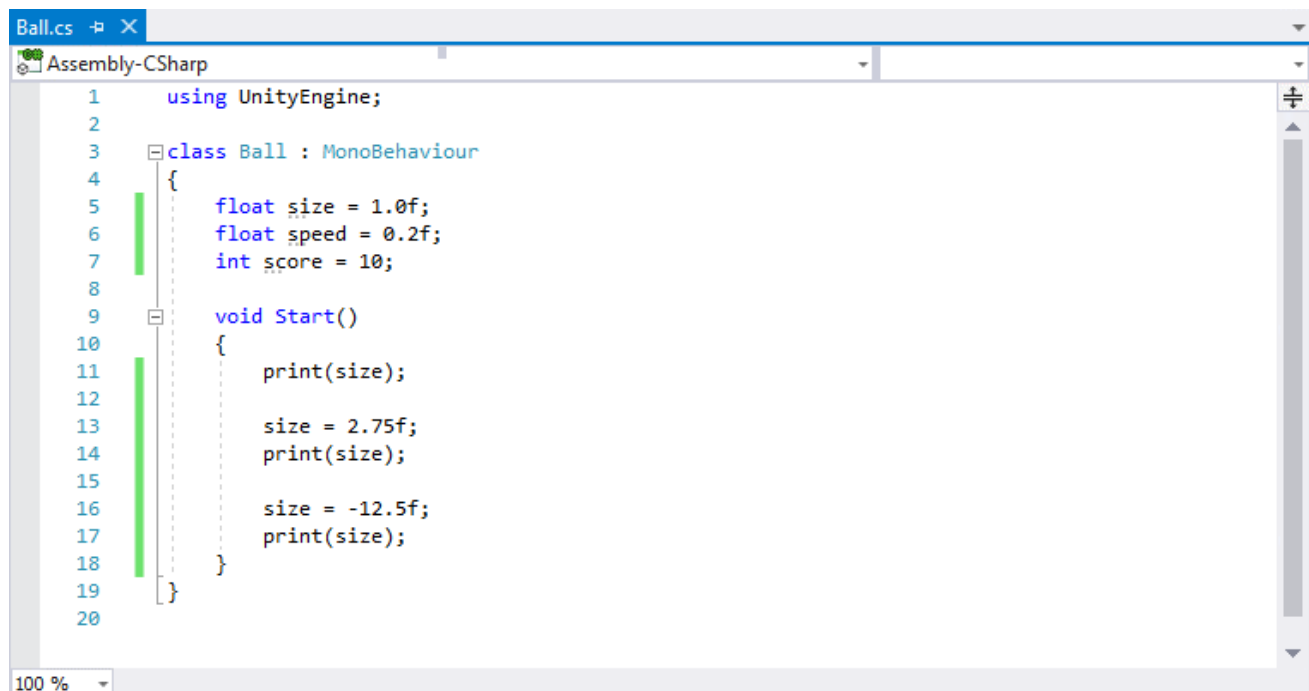 Ball.cs
Assembly-CSharp
1 using UnityEngine;
2
3 class Ball : MonoBehaviour
4 {
5 float size = 1.0f;
6 float speed = 0.2f;
7 int score = 10;
8
9 void Start()
10 {
11 print(size);
12
13 size = 2.75f;
14 print(size);
15
16 size = -12.5f;
17 print(size);
18 }
19 }
20
100 %